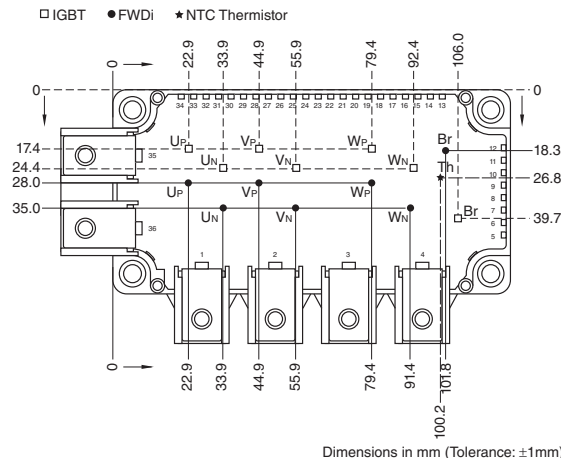 IGBT FWDi NTC Thermistor
22.9 33.9 44.9 55.9 79.4 92.4 106.0
0
0 0
34 33 32 31 30 29 28 27 26 25 24 23 22 21 20 19 18 17 16 15 14 13
17.4 35 UP VP WP Br 12 18.3
24.4 UN VN WN Th 11
28.0 UP VP WP 10 26.8
9
8
35.0 UN VN WN Br 7 39.7
36 6
5
1 2 3 4
0
22.9 33.9 44.9 55.9 79.4 91.4 101.8
100.2
Dimensions in mm (Tolerance: ±1mm)